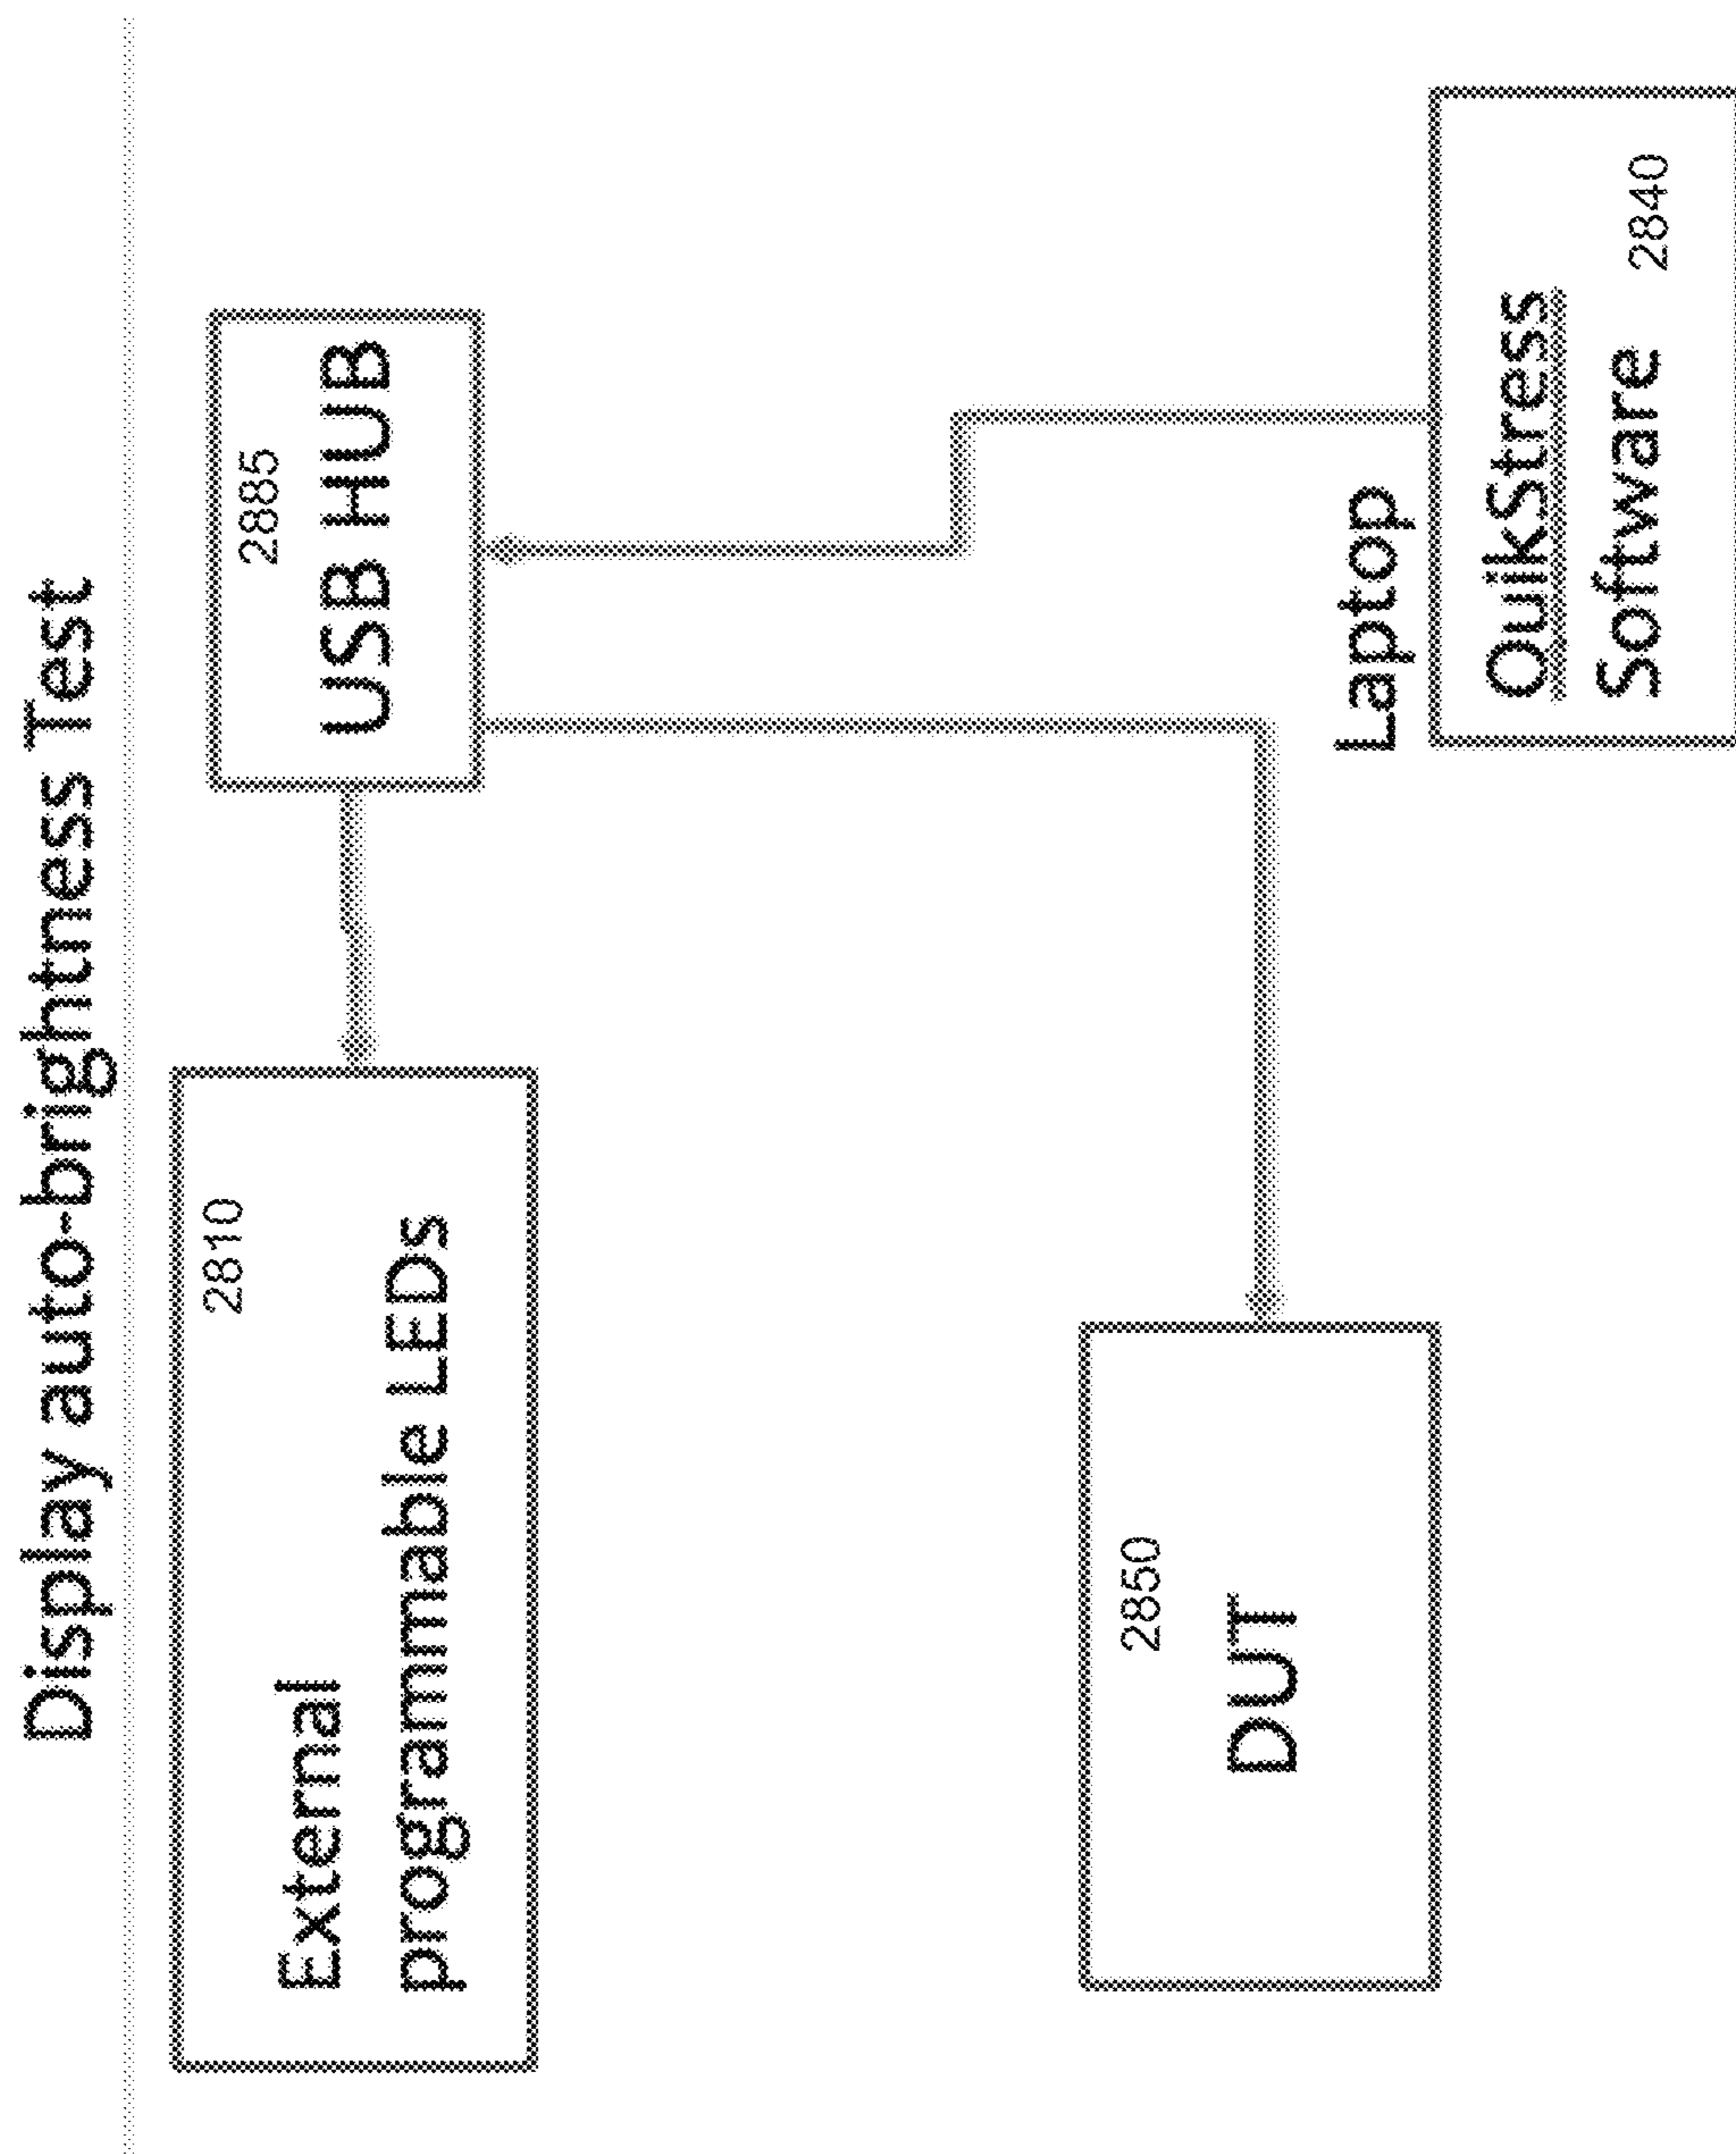 Display auto-brightness Test
2810
External
programmable LEDs
2885
USB HUB
2850
DUT
Laptop
QuikStress
Software 2840